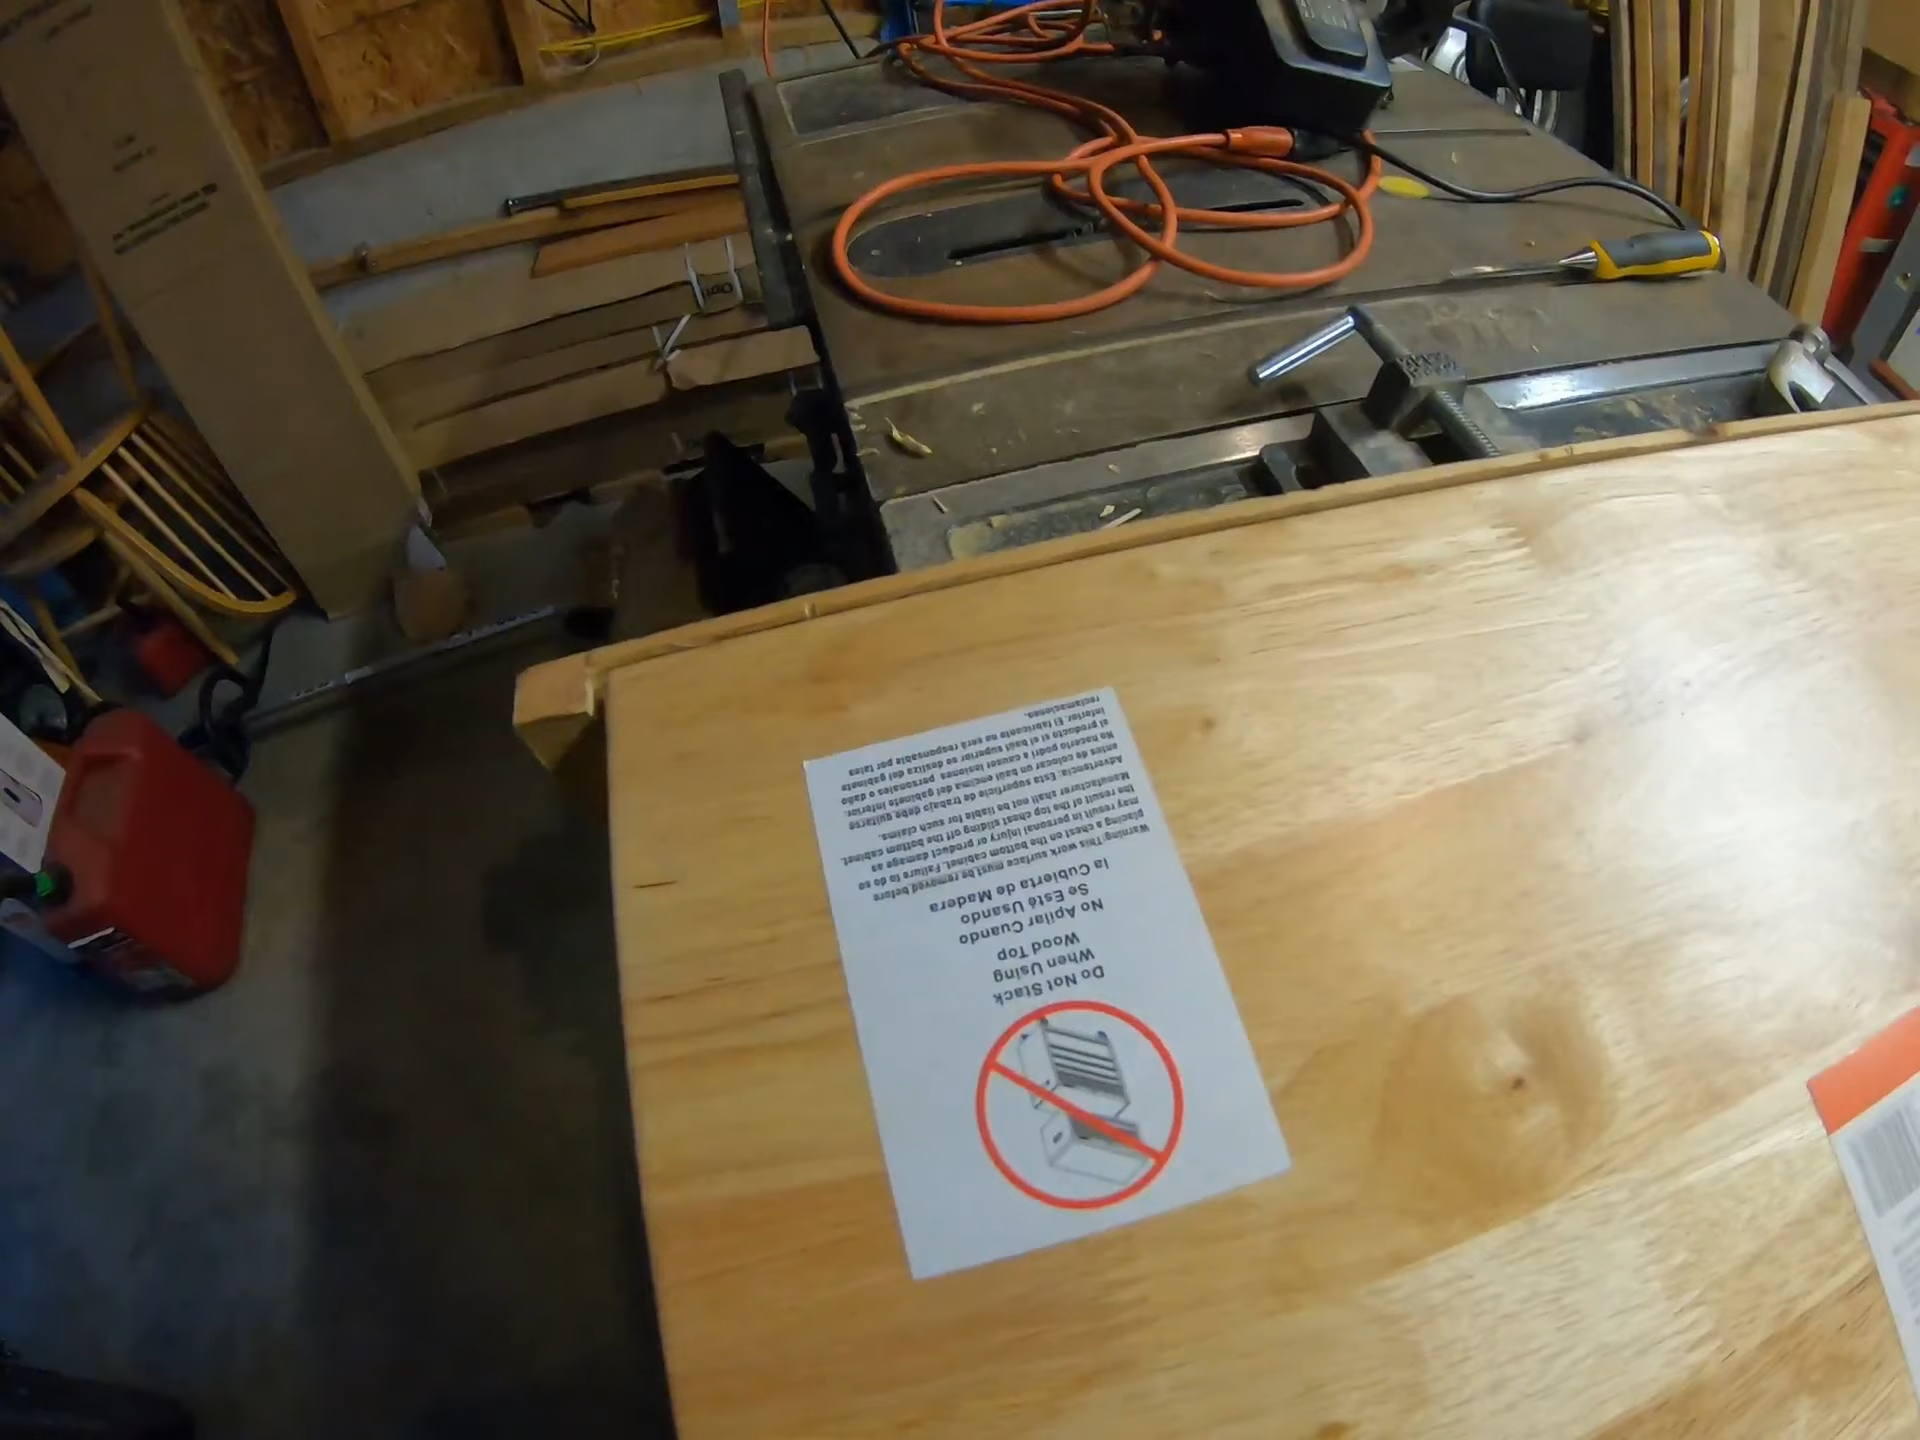 Do Not Stack
When Using
Wood Top
No Apilar Cuando
Se Esté Usando
la Cubierta de Madera
Warning:This work surface must be removed before
placing a chest on the bottom cabinet. Failure to do so
may result in personal injury or product damage as
the result of the top chest sliding off the bottom cabinet.
Manufacturer shall not be liable for such claims.
Advertencia: Esta superficie de trabajo debe quitarse
antes de colocar un baúl encima del gabinete inferior.
No hacerlo podría causar lesiones personales o daño
al producto si el baúl superior se desliza del gabinete
inferior. El fabricante no será responsable por tales
reclamaciones.